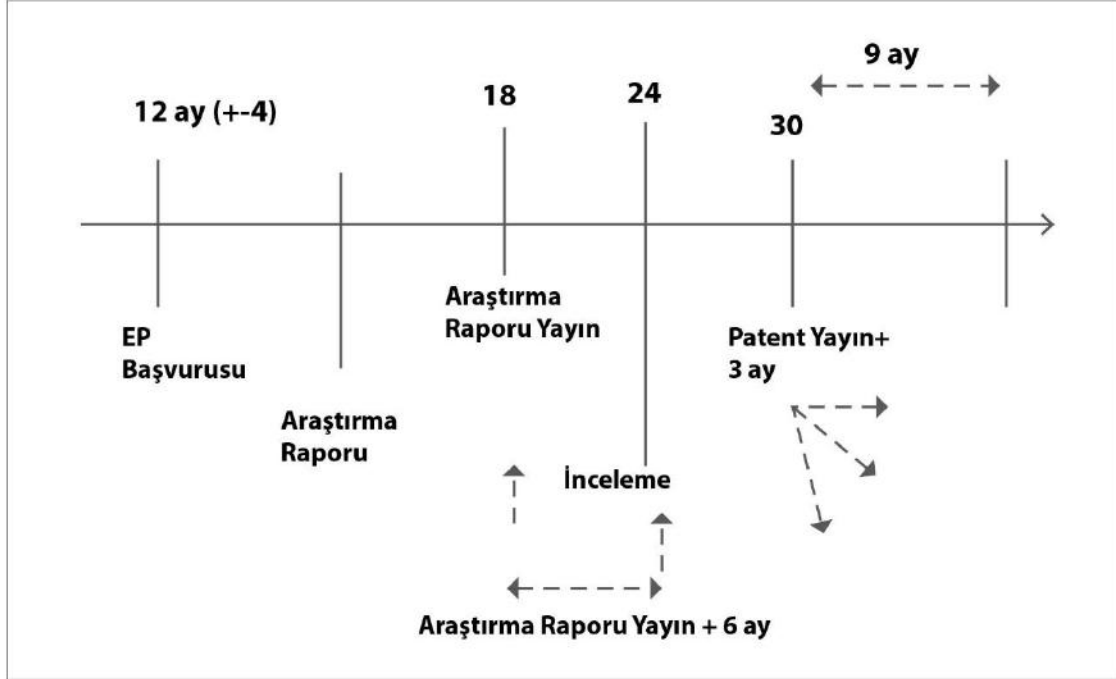 9 ay
12 ay (+-4)
18
24
30
EP
Başvurusu
Araştırma
Raporu
Araştırma
Raporu Yayın
İnceleme
Patent Yayın+
3 ay
Araştırma Raporu Yayın + 6 ay